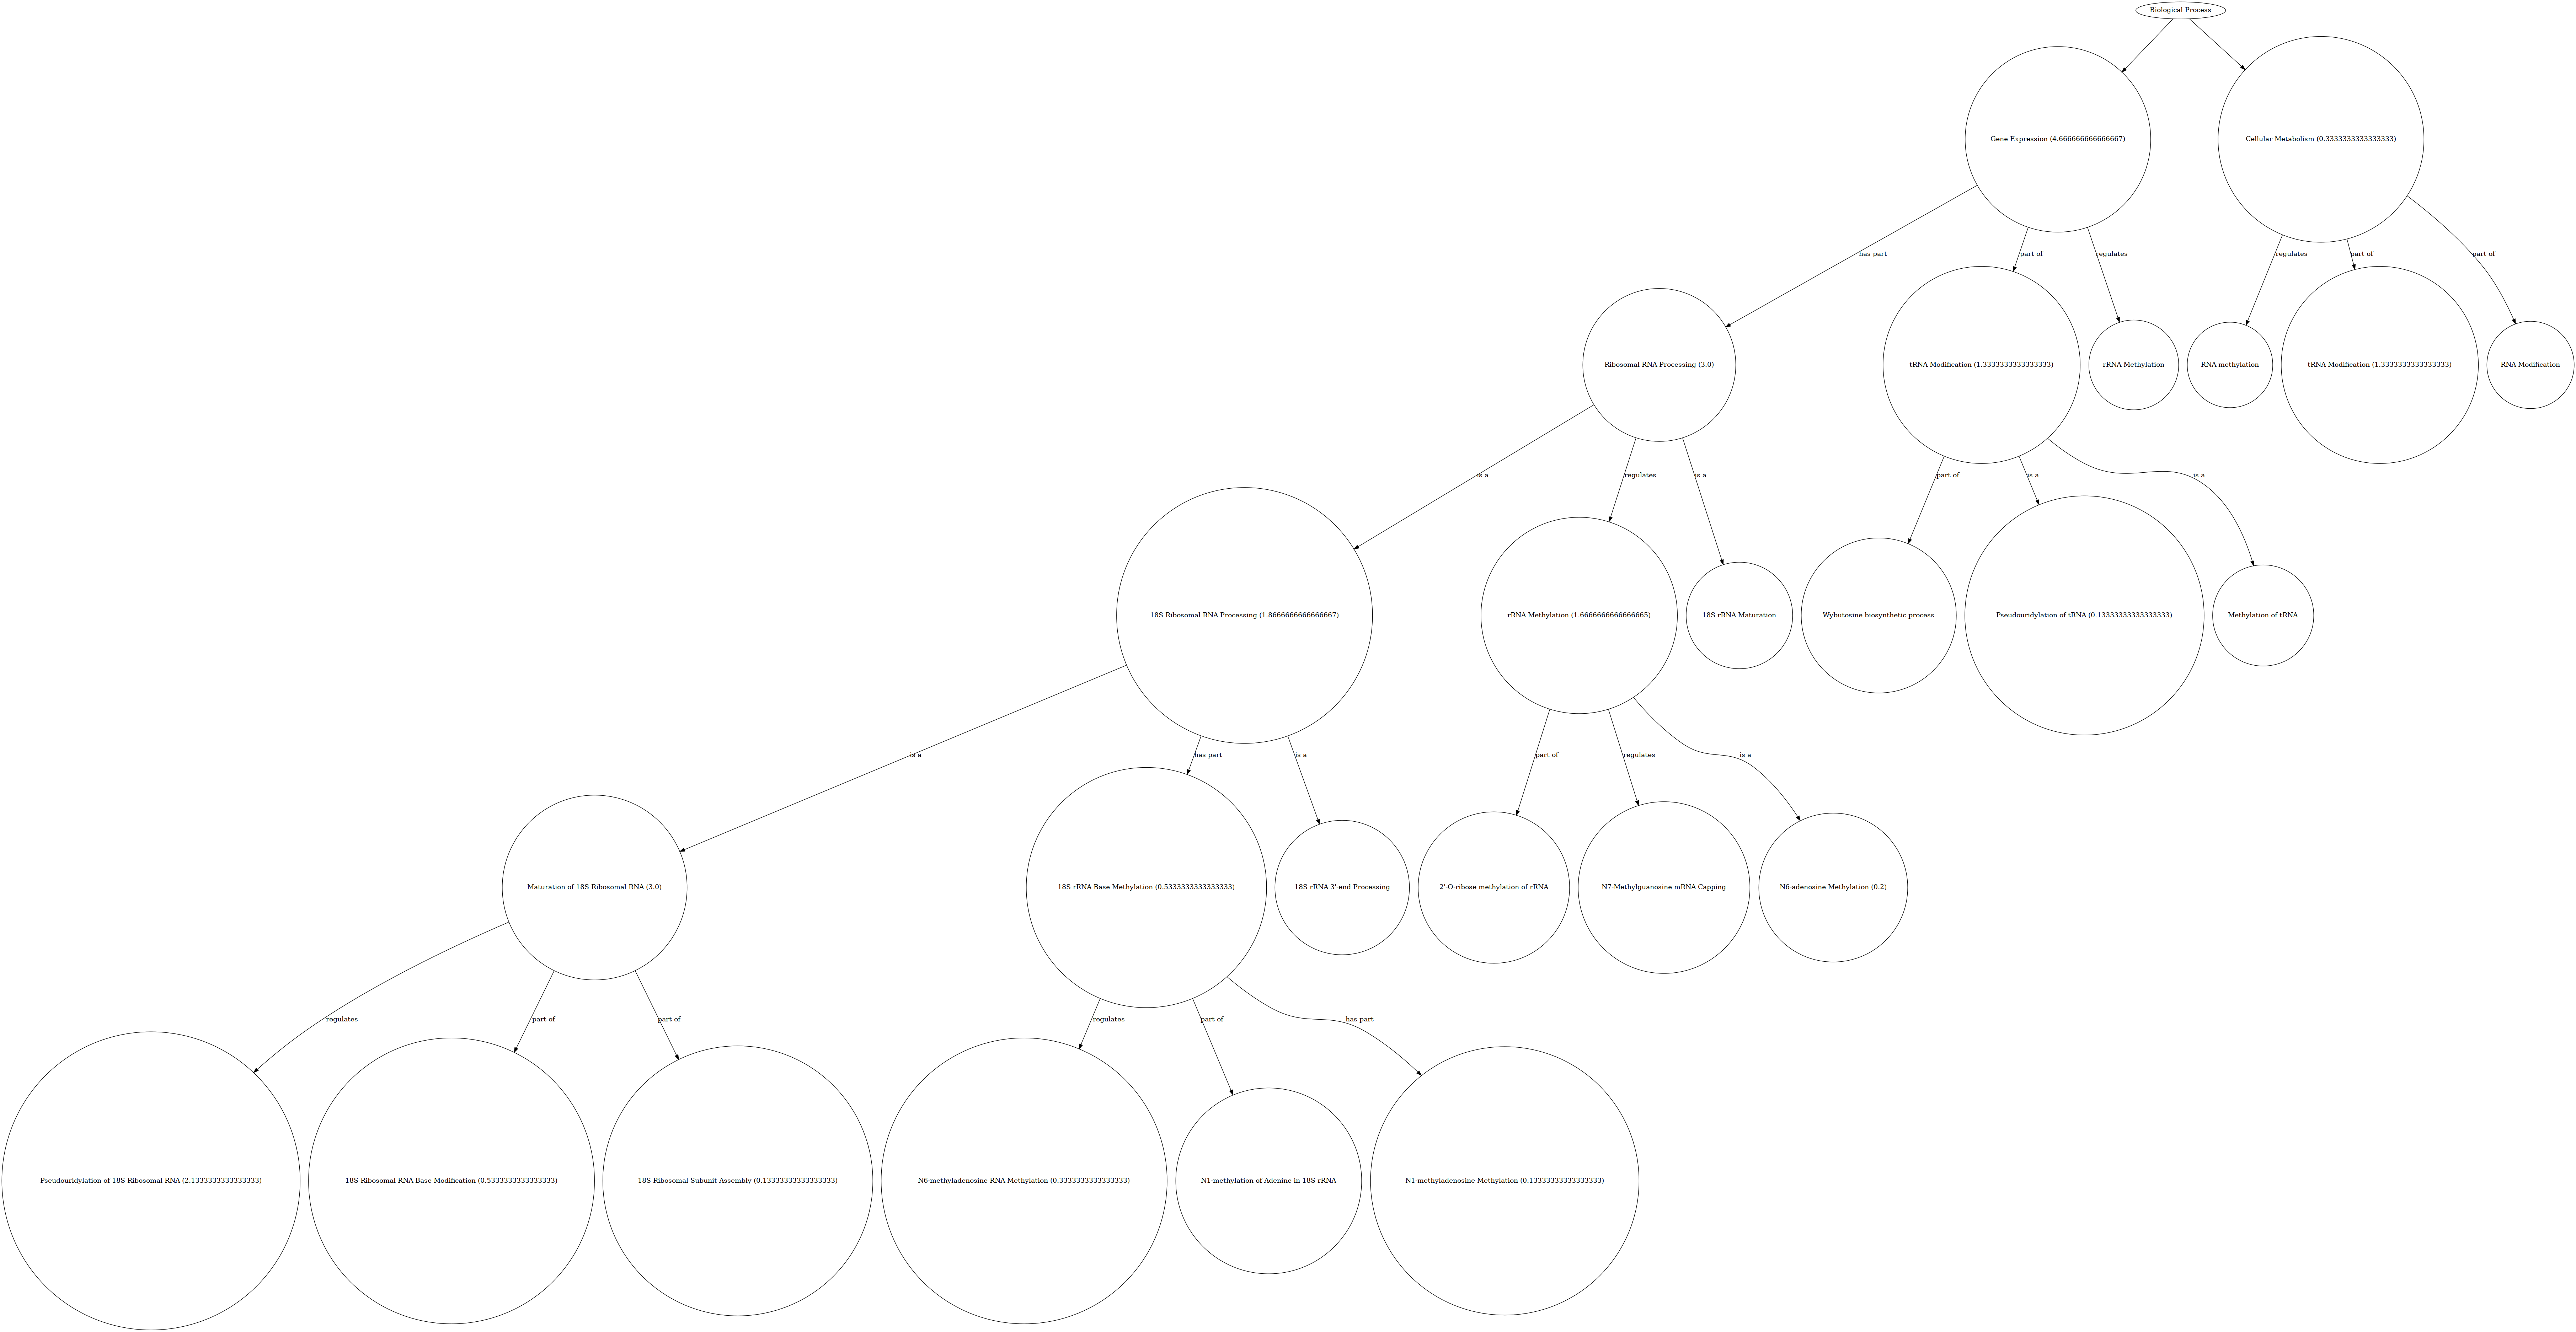 Biological Process
Gene Expression (4.666666666666667)
Cellular Metabolism (0.3333333333333333)
has part
part of
regulates
regulates
part of
part of
Ribosomal RNA Processing (3.0)
tRNA Modification (1.3333333333333333)
rRNA Methylation
RNA methylation
tRNA Modification (1.3333333333333333)
RNA Modification
is a
regulates
is a
part of
is a
is a
18S Ribosomal RNA Processing (1.8666666666666667)
rRNA Methylation (1.6666666666666665)
18S rRNA Maturation
Wybutosine biosynthetic process
Pseudouridylation of tRNA (0.13333333333333333)
Methylation of tRNA
is a
has part
is a
part of
regulates
is a
Maturation of 18S Ribosomal RNA (3.0)
18S rRNA Base Methylation (0.5333333333333333)
18S rRNA 3'-end Processing
2'-O-ribose methylation of rRNA
N7-Methylguanosine mRNA Capping
N6-adenosine Methylation (0.2)
regulates
part of
part of
regulates
part of
has part
Pseudouridylation of 18S Ribosomal RNA (2.1333333333333333)
18S Ribosomal RNA Base Modification (0.5333333333333333)
18S Ribosomal Subunit Assembly (0.13333333333333333)
N6-methyladenosine RNA Methylation (0.3333333333333333)
N1-methylation of Adenine in 18S rRNA
N1-methyladenosine Methylation (0.13333333333333333)